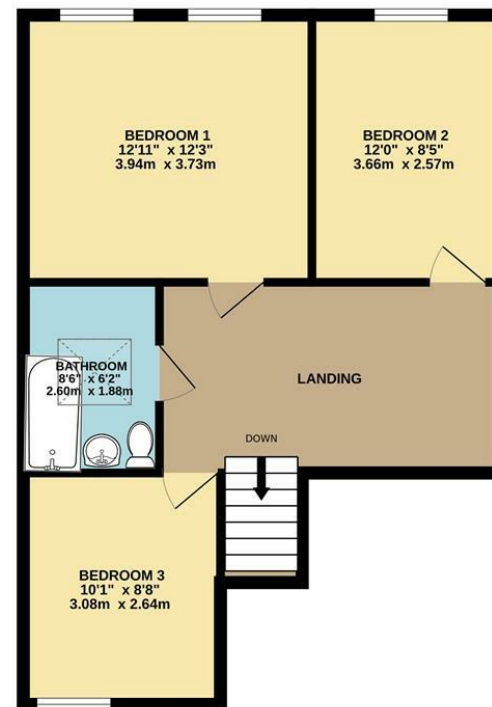 BEDROOM 1
12'11" x 12'3"
3.94m x 3.73m
BEDROOM 2
12'0" x 8'5"
3.66m x 2.57m
BATHROOM
8'6" x 6'2"
2.60m x 1.88m
LANDING
DOWN
BEDROOM 3
10'1" x 8'8"
3.08m x 2.64m